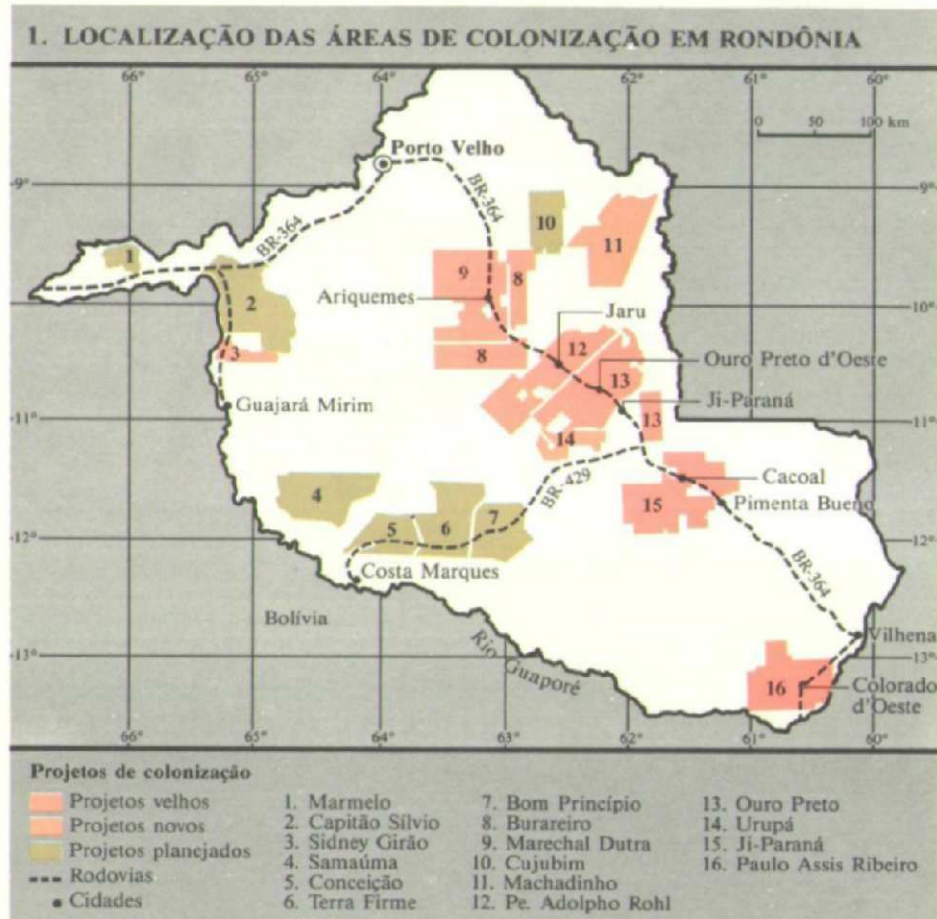 1. LOCALIZAÇÃO DAS ÁREAS DE COLONIZAÇÃO EM RONDÔNIA
66° 65° 64° 63° 62° 61° 60°
0 50 100 km
Porto Velho
BR-364
BR-364
9° 9°
10
11
1
9
8
2
Ariquemes
Jaru
10° 10°
12
3
8
Ouro Preto d'Oeste
13
Ji-Paraná
Guajará Mirim
11° 11°
13
14
BR-429
Cacoal
4
15
Pimenta Bueno
5 6 7
12° 12°
Costa Marques
BR-364
Bolívia
Vilhena
Rio Guaporé
13° 13°
16
Colorado
d'Oeste
66° 65° 64° 63° 62° 61° 60°
Projetos de colonização
Projetos velhos
Projetos novos
Projetos planejados
Rodovias
Cidades
1. Marmelo
2. Capitão Sílvio
3. Sidney Girão
4. Samaúma
5. Conceição
6. Terra Firme
7. Bom Princípio
8. Burareiro
9. Marechal Dutra
10. Cujubim
11. Machadinho
12. Pe. Adolpho Rohl
13. Ouro Preto
14. Urupá
15. Ji-Paraná
16. Paulo Assis Ribeiro